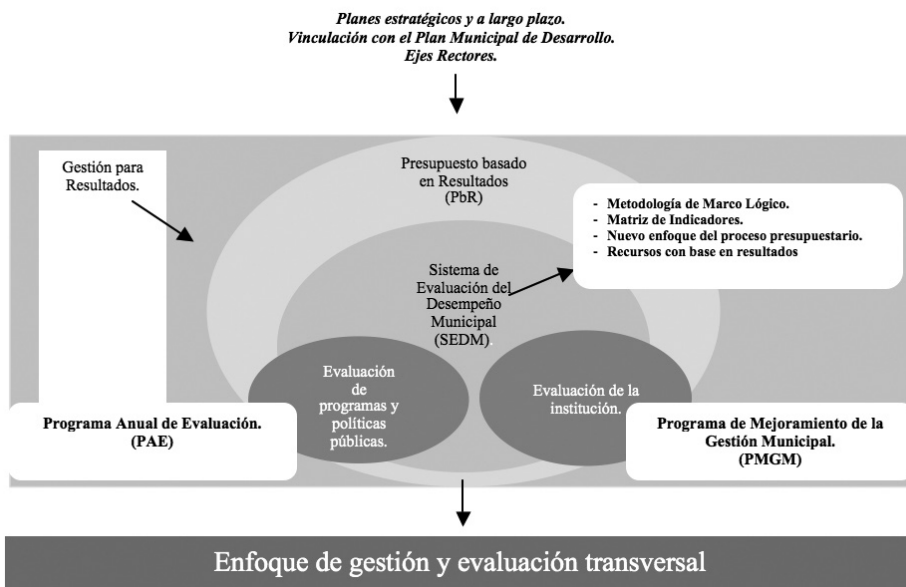 Planes estratégicos y a largo plazo.
Vinculación con el Plan Municipal de Desarrollo.
Ejes Rectores.
Gestión para
Resultados.
Presupuesto basado
en Resultados
(PbR)
- Metodología de Marco Lógico.
- Matriz de Indicadores.
- Nuevo enfoque del proceso presupuestario.
- Recursos con base en resultados
Sistema de
Evaluación del
Desempeño
Municipal
(SEDM).
Evaluación
de
programas y
políticas
públicas.
Evaluación de la
institución.
Programa Anual de Evaluación.
(PAE)
Programa de Mejoramiento de la
Gestión Municipal.
(PMGM)
Enfoque de gestión y evaluación transversal